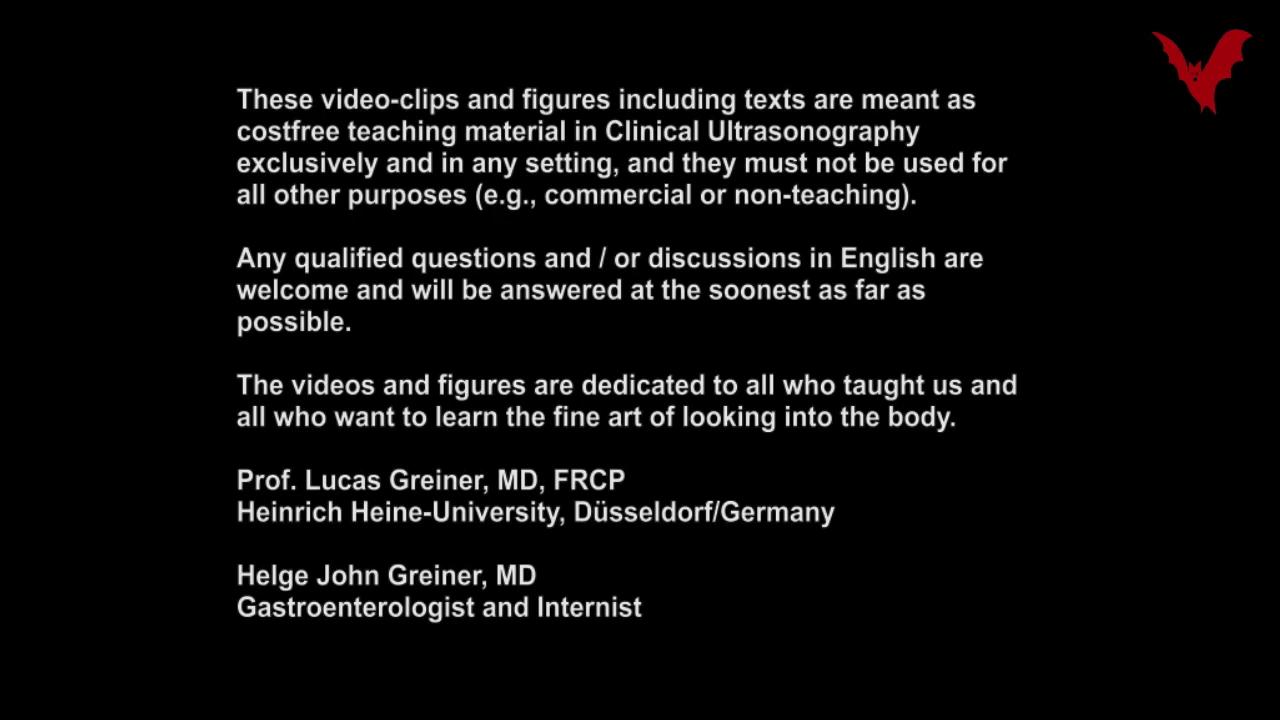 These video-clips and figures including texts are meant as
costfree teaching material in Clinical Ultrasonography
exclusively and in any setting, and they must not be used for
all other purposes (e.g., commercial or non-teaching).
Any qualified questions and / or discussions in English are
welcome and will be answered at the soonest as far as
possible.
The videos and figures are dedicated to all who taught us and
all who want to learn the fine art of looking into the body.
Prof. Lucas Greiner, MD, FRCP
Heinrich Heine-University, Düsseldorf/Germany
Helge John Greiner, MD
Gastroenterologist and Internist